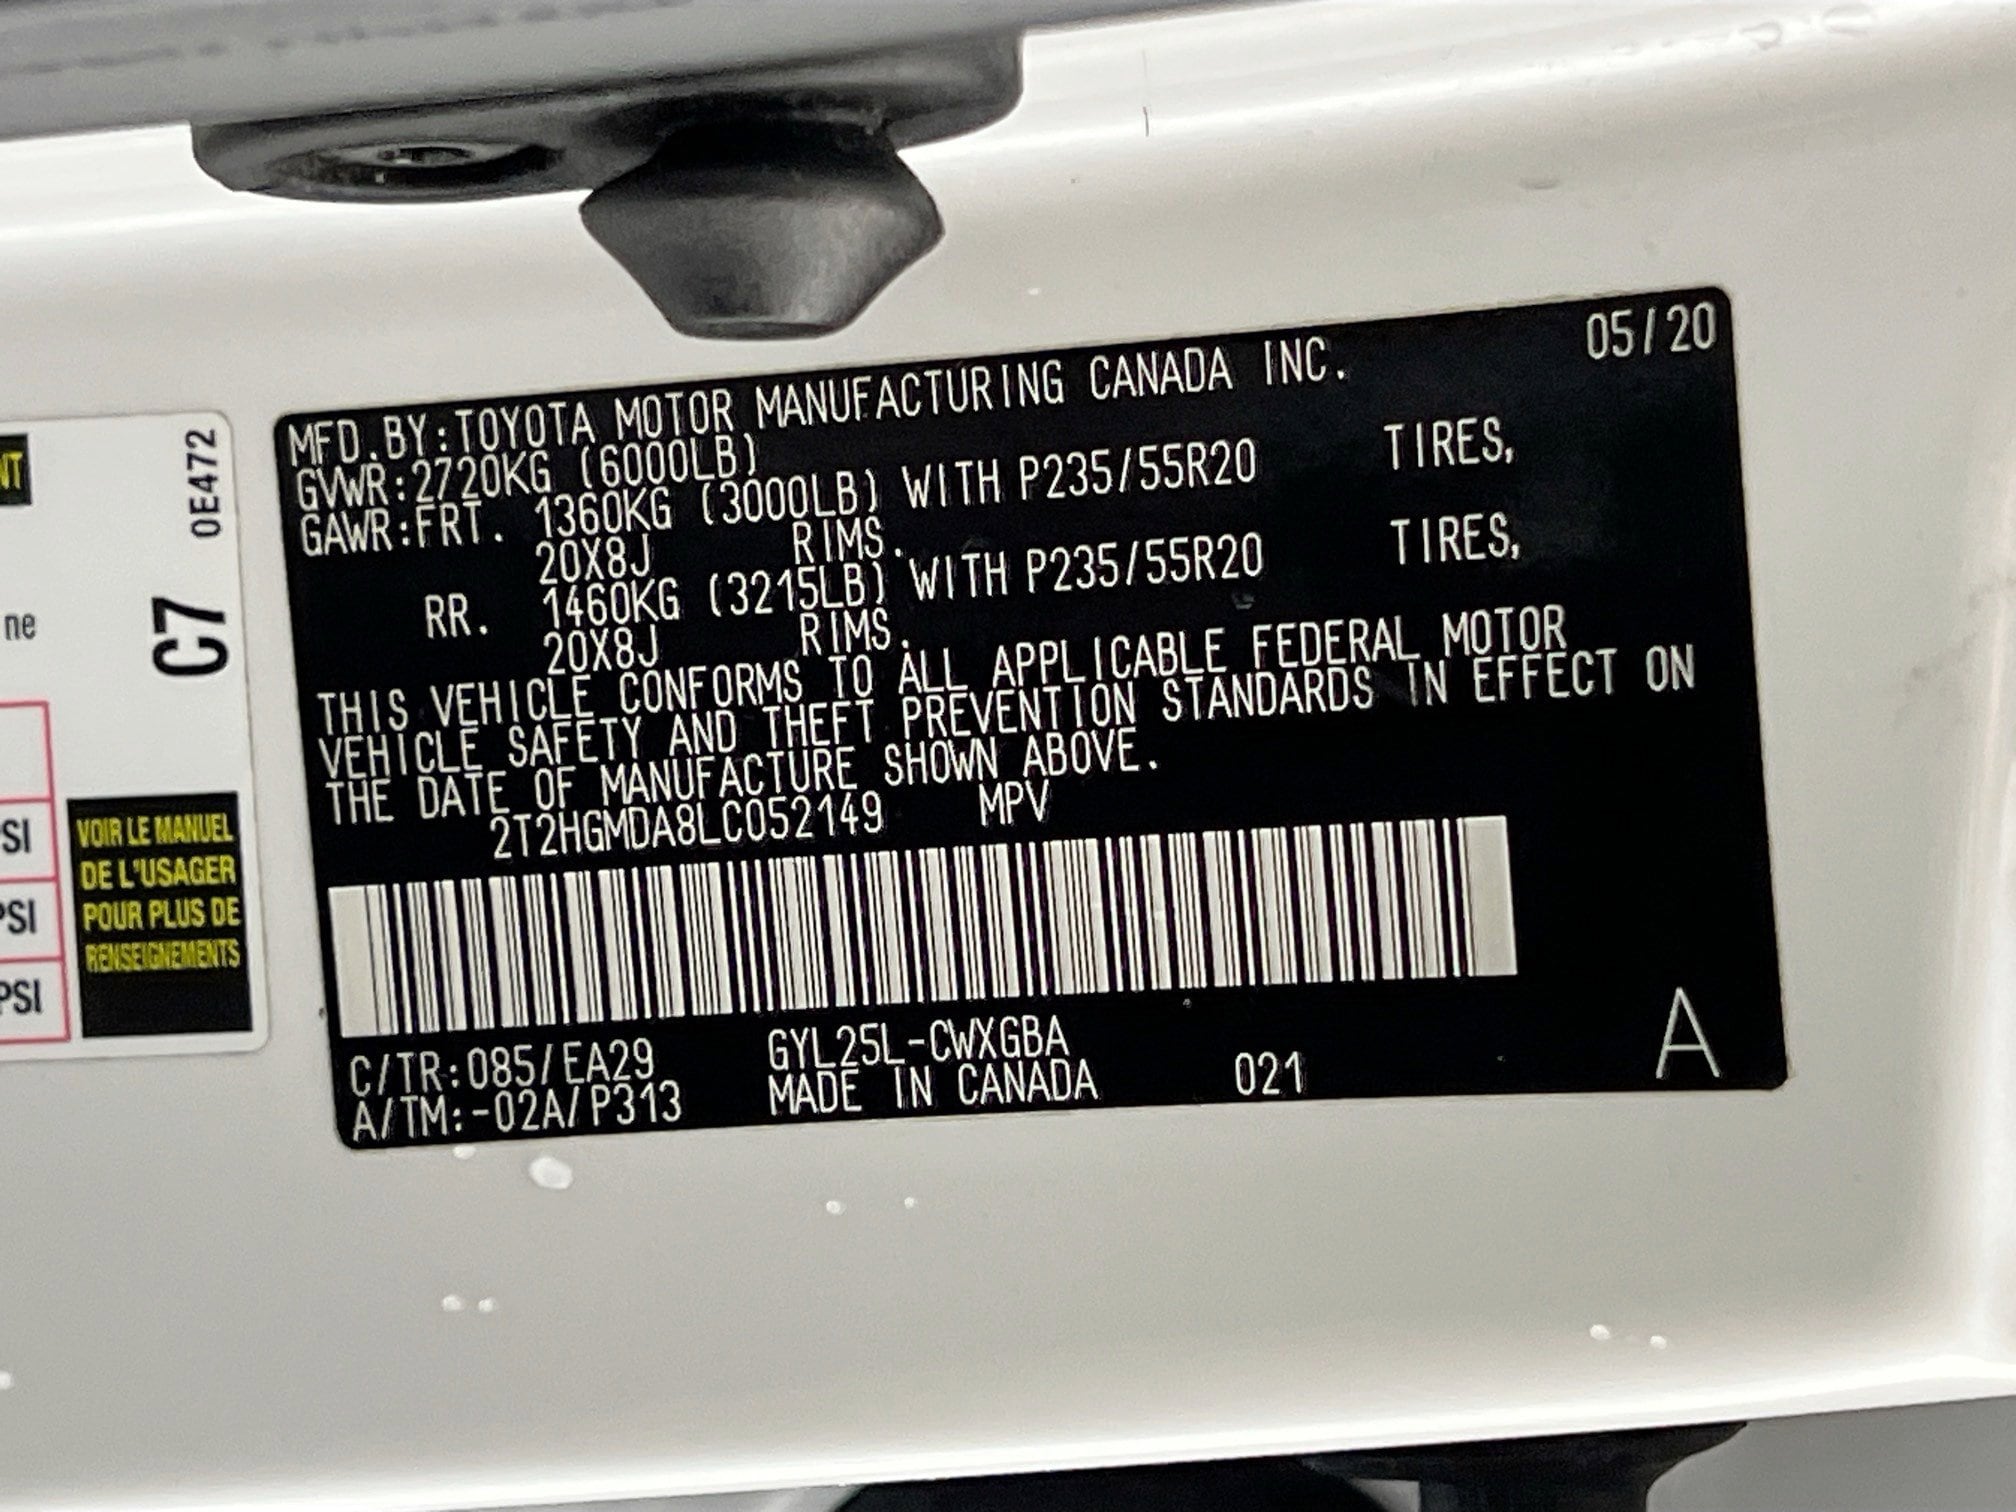 MFD.BY:TOYOTA MOTOR MANUFACTURING CANADA INC. 05/20
GVWR:2720KG (6000LB)
GAWR:FRT. 1360KG (3000LB) WITH P235/55R20 TIRES,
20X8J RIMS.
RR. 1460KG (3215LB) WITH P235/55R20 TIRES,
20X8J RIMS.
THIS VEHICLE CONFORMS TO ALL APPLICABLE FEDERAL MOTOR
VEHICLE SAFETY AND THEFT PREVENTION STANDARDS IN EFFECT ON
THE DATE OF MANUFACTURE SHOWN ABOVE.
2T2HGMDA8LC052149 MPV
C/TR:085/EA29 GYL25L-CWXGBA
A/TM:-02A/P313 MADE IN CANADA 021
A
NT
0E472
C7
ne
SI
PSI
PSI
VOIR LE MANUEL
DE L'USAGER
POUR PLUS DE
RENSEIGNEMENTS